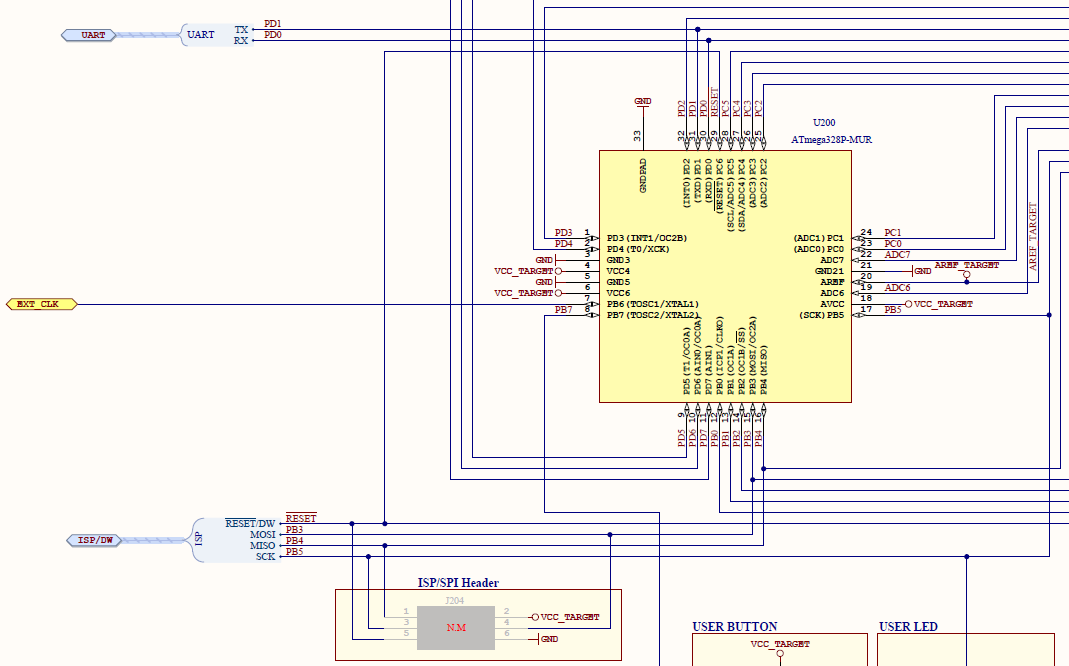 UART
UART
TX
PD1
RX
PD0
GND
33
GNDPAD
PD2
PD1
PD0
RESET
PC5
PC4
PC3
PC2
32
31
30
29
28
27
26
25
U200
ATmega328P-MUR
(INT0)PD2
(TXD)PD1
(RXD)PD0
(RESET)PC6
(SCL/ADC5)PC5
(SDA/ADC4)PC4
(ADC3)PC3
(ADC2)PC2
PD3 1 PD3(INT1/OC2B)
PD4 2 PD4(T0/XCK)
GND 3 GND3
VCC_TARGET 4 VCC4
GND 5 GND5
VCC_TARGET 6 VCC6
EXT_CLK 7 PB6(TOSC1/XTAL1)
PB7 8 PB7(TOSC2/XTAL2)
(ADC1)PC1 24 PC1
(ADC0)PC0 23 PC0
ADC7 22 ADC7
GND21 21 GND
AREF 20 AREF_TARGET
ADC6 19 ADC6
AVCC 18 VCC_TARGET
(SCK)PB5 17 PB5
AREF_TARGET
PD5(T1/OC0A)
PD6(AIN0/OC0A)
PD7(AIN1)
PB0(ICP1/CLKO)
PB1(OC1A)
PB2(OC1B/SS)
PB3(MOSI/OC2A)
PB4(MISO)
9
10
11
12
13
14
15
16
PD5
PD6
PD7
PB0
PB1
PB2
PB3
PB4
ISP/DW
ISP
RESET/DW RESET
MOSI PB3
MISO PB4
SCK PB5
ISP/SPI Header
J204
1 2 VCC_TARGET
3 N.M 4
5 6 GND
USER BUTTON
VCC_TARGET
USER LED